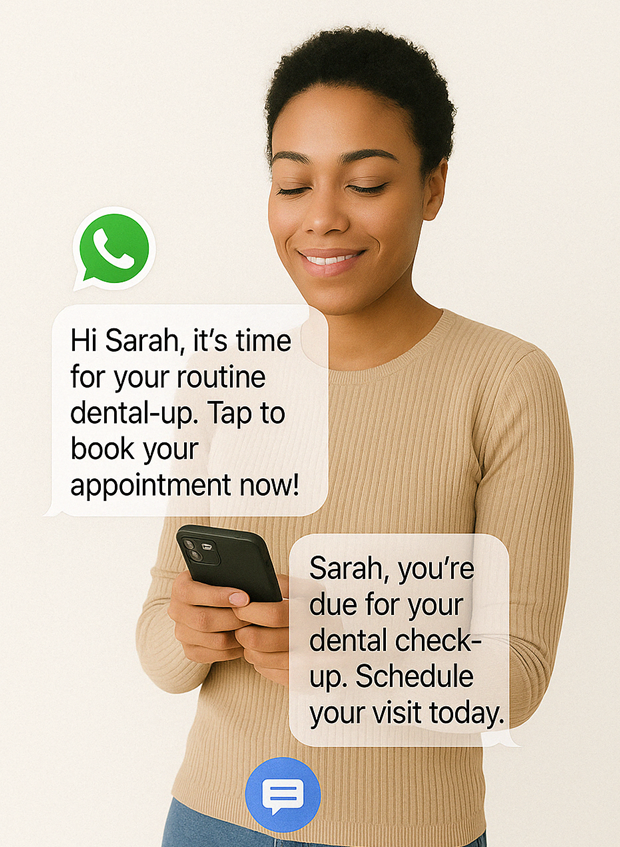 Hi Sarah, it’s time
for your routine
dental-up. Tap to
book your
appointment now!
Sarah, you’re
due for your
dental check-
up. Schedule
your visit today.